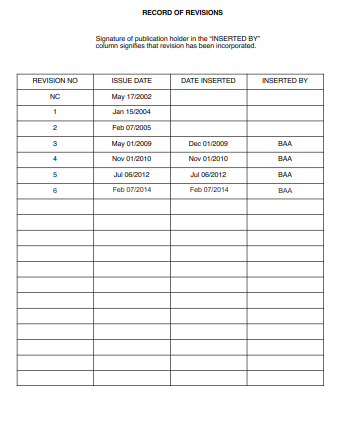 RECORD OF REVISIONS
Signature of publication holder in the "INSERTED BY"
column signifies that revision has been incorporated.
REVISION NO ISSUE DATE DATE INSERTED INSERTED BY
NC May 17/2002
1 Jan 15/2004
2 Feb 07/2005
3 May 01/2009 Dec 01/2009 BAA
4 Nov 01/2010 Nov 01/2010 BAA
5 Jul 06/2012 Jul 06/2012 BAA
6 Feb 07/2014 Feb 07/2014 BAA